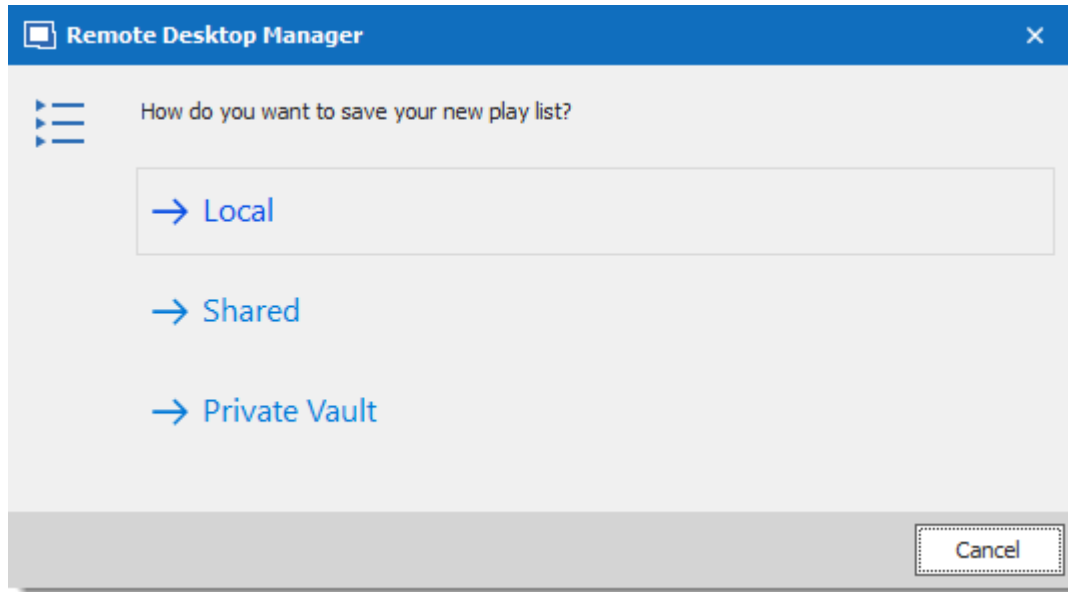 Remote Desktop Manager
How do you want to save your new play list?
Local
Shared
Private Vault
Cancel